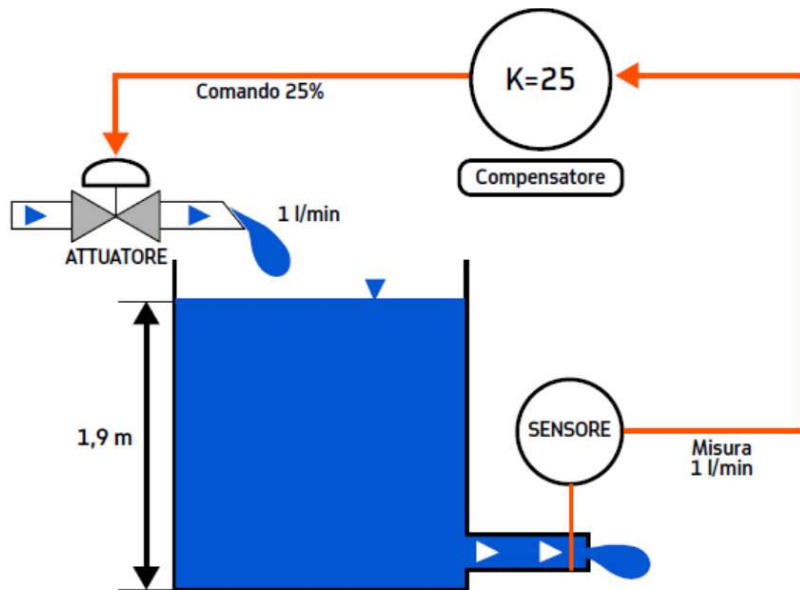 K=25
Comando 25%
Compensatore
1 l/min
ATTUATORE
1,9 m
SENSORE
Misura
1 l/min